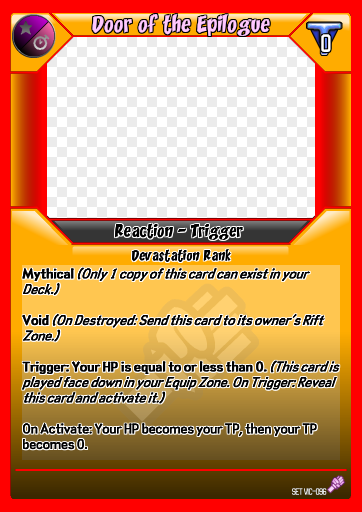 Door of the Epilogue
0
Reaction - Trigger
Devastation Rank
Mythical (Only 1 copy of this card can exist in your
Deck.)
Void (On Destroyed: Send this card to its owner's Rift
Zone.)
Trigger: Your HP is equal to or less than 0. (This card is
played face down in your Equip Zone. On Trigger: Reveal
this card and activate it.)
On Activate: Your HP becomes your TP, then your TP
becomes 0.
SET VIC-096